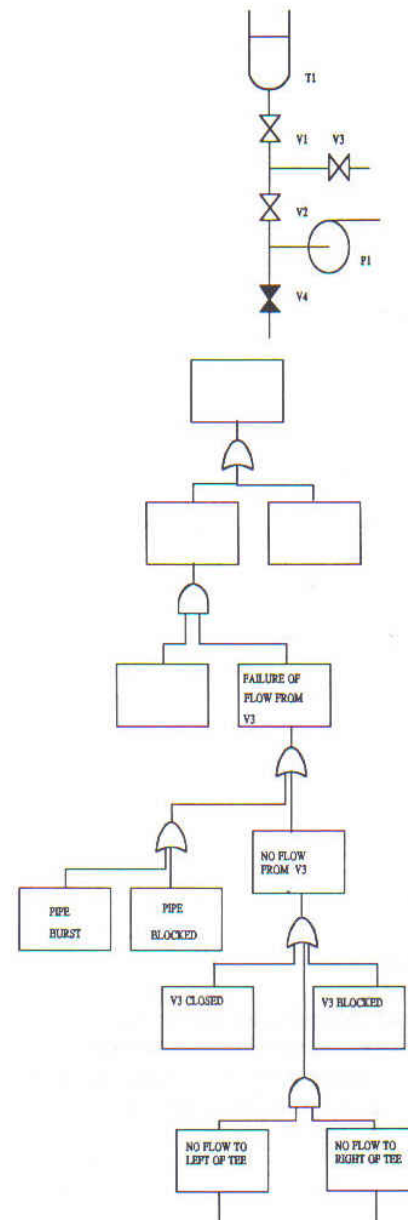 T1
V1
V3
V2
P1
V4
FAILURE OF
FLOW FROM
V3
NO FLOW
FROM V3
PIPE
BURST
PIPE
BLOCKED
V3 CLOSED
V3 BLOCKED
NO FLOW TO
LEFT OF TEE
NO FLOW TO
RIGHT OF TEE